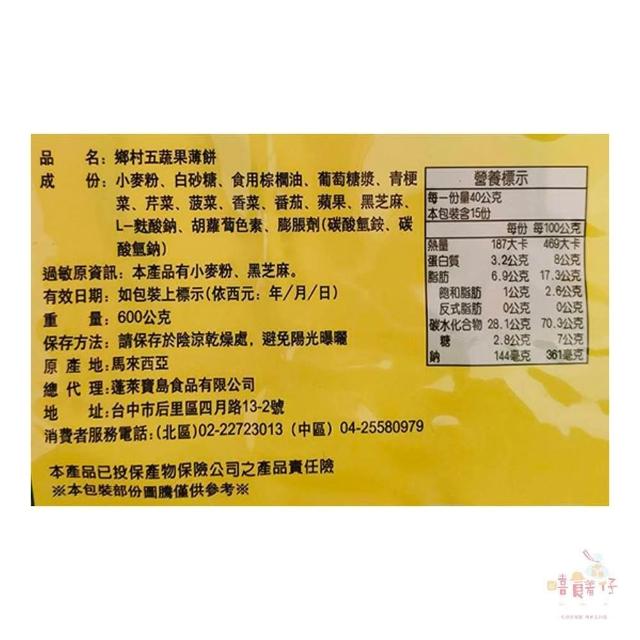 品　　名：鄉村五蔬果薄餅
成　　份：小麥粉、白砂糖、食用棕櫚油、葡萄糖漿、青梗
菜、芹菜、菠菜、香菜、番茄、蘋果、黑芝麻、
L-麩酸鈉、胡蘿蔔色素、膨脹劑(碳酸氫銨、碳
酸氫鈉)
過敏原資訊：本產品有小麥粉、黑芝麻。
有效日期：如包裝上標示(依西元：年/月/日)
重　　量：600公克
保存方法：請保存於陰涼乾燥處，避免陽光曝曬
原 產 地：馬來西亞
總 代 理：蓬萊寶島食品有限公司
地　　址：台中市后里區四月路13-2號
消費者服務電話：(北區)02-22723013 (中區) 04-25580979
本產品已投保產物保險公司之產品責任險
※本包裝部份圖騰僅供參考※
營養標示
每一份量40公克
本包裝含15份
每份 每100公克
熱量 187大卡 469大卡
蛋白質 3.2公克 8公克
脂肪 6.9公克 17.3公克
飽和脂肪 1公克 2.6公克
反式脂肪 0公克 0公克
碳水化合物 28.1公克 70.3公克
糖 2.8公克 7公克
鈉 144毫克 361毫克